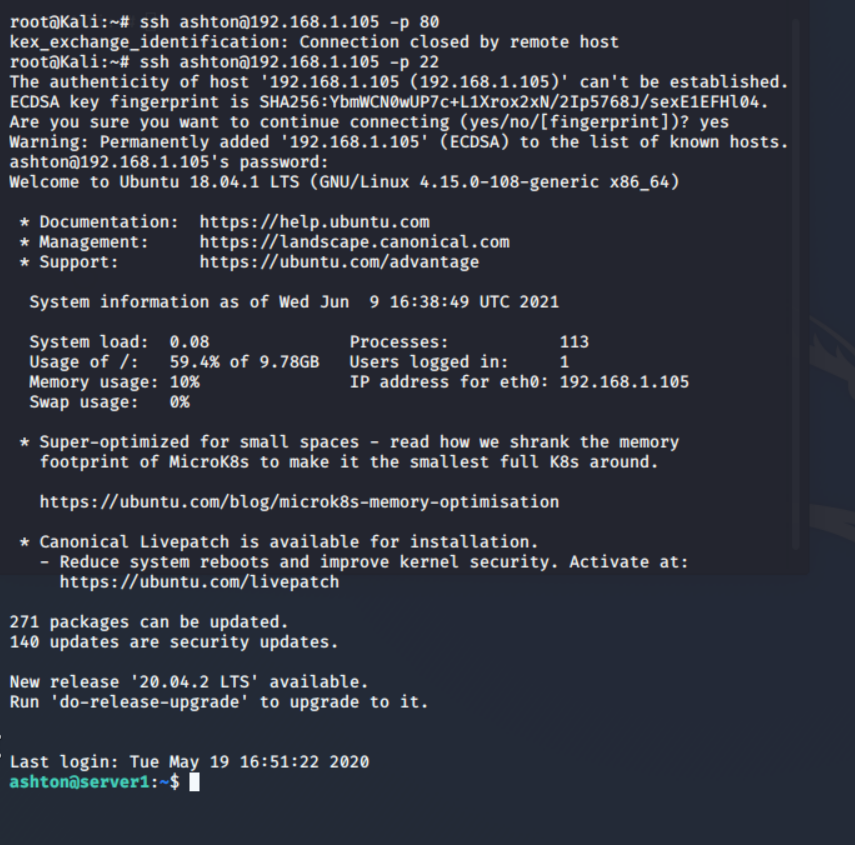 root@Kali:~# ssh ashton@192.168.1.105 -p 80
kex_exchange_identification: Connection closed by remote host
root@Kali:~# ssh ashton@192.168.1.105 -p 22
The authenticity of host '192.168.1.105 (192.168.1.105)' can't be established.
ECDSA key fingerprint is SHA256:YbmWCN0wUP7c+L1Xrox2xN/2Ip5768J/sexE1EFHl04.
Are you sure you want to continue connecting (yes/no/[fingerprint])? yes
Warning: Permanently added '192.168.1.105' (ECDSA) to the list of known hosts.
ashton@192.168.1.105's password:
Welcome to Ubuntu 18.04.1 LTS (GNU/Linux 4.15.0-108-generic x86_64)
* Documentation:  https://help.ubuntu.com
* Management:     https://landscape.canonical.com
* Support:        https://ubuntu.com/advantage
System information as of Wed Jun  9 16:38:49 UTC 2021
System load:  0.08              Processes:           113
Usage of /:   59.4% of 9.78GB   Users logged in:     1
Memory usage: 10%               IP address for eth0: 192.168.1.105
Swap usage:   0%
* Super-optimized for small spaces - read how we shrank the memory
footprint of MicroK8s to make it the smallest full K8s around.
https://ubuntu.com/blog/microk8s-memory-optimisation
* Canonical Livepatch is available for installation.
- Reduce system reboots and improve kernel security. Activate at:
https://ubuntu.com/livepatch
271 packages can be updated.
140 updates are security updates.
New release '20.04.2 LTS' available.
Run 'do-release-upgrade' to upgrade to it.
Last login: Tue May 19 16:51:22 2020
ashton@server1:~$